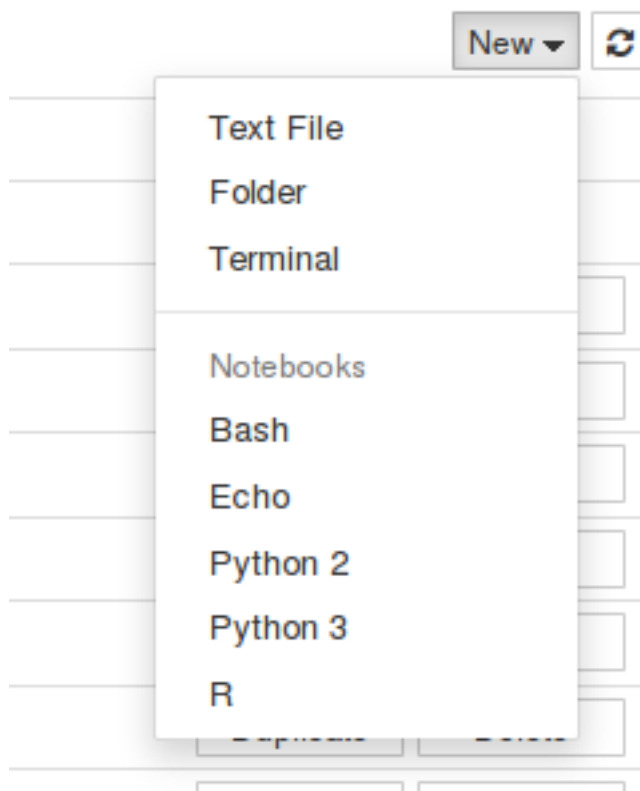 New
Text File
Folder
Terminal
Notebooks
Bash
Echo
Python 2
Python 3
R